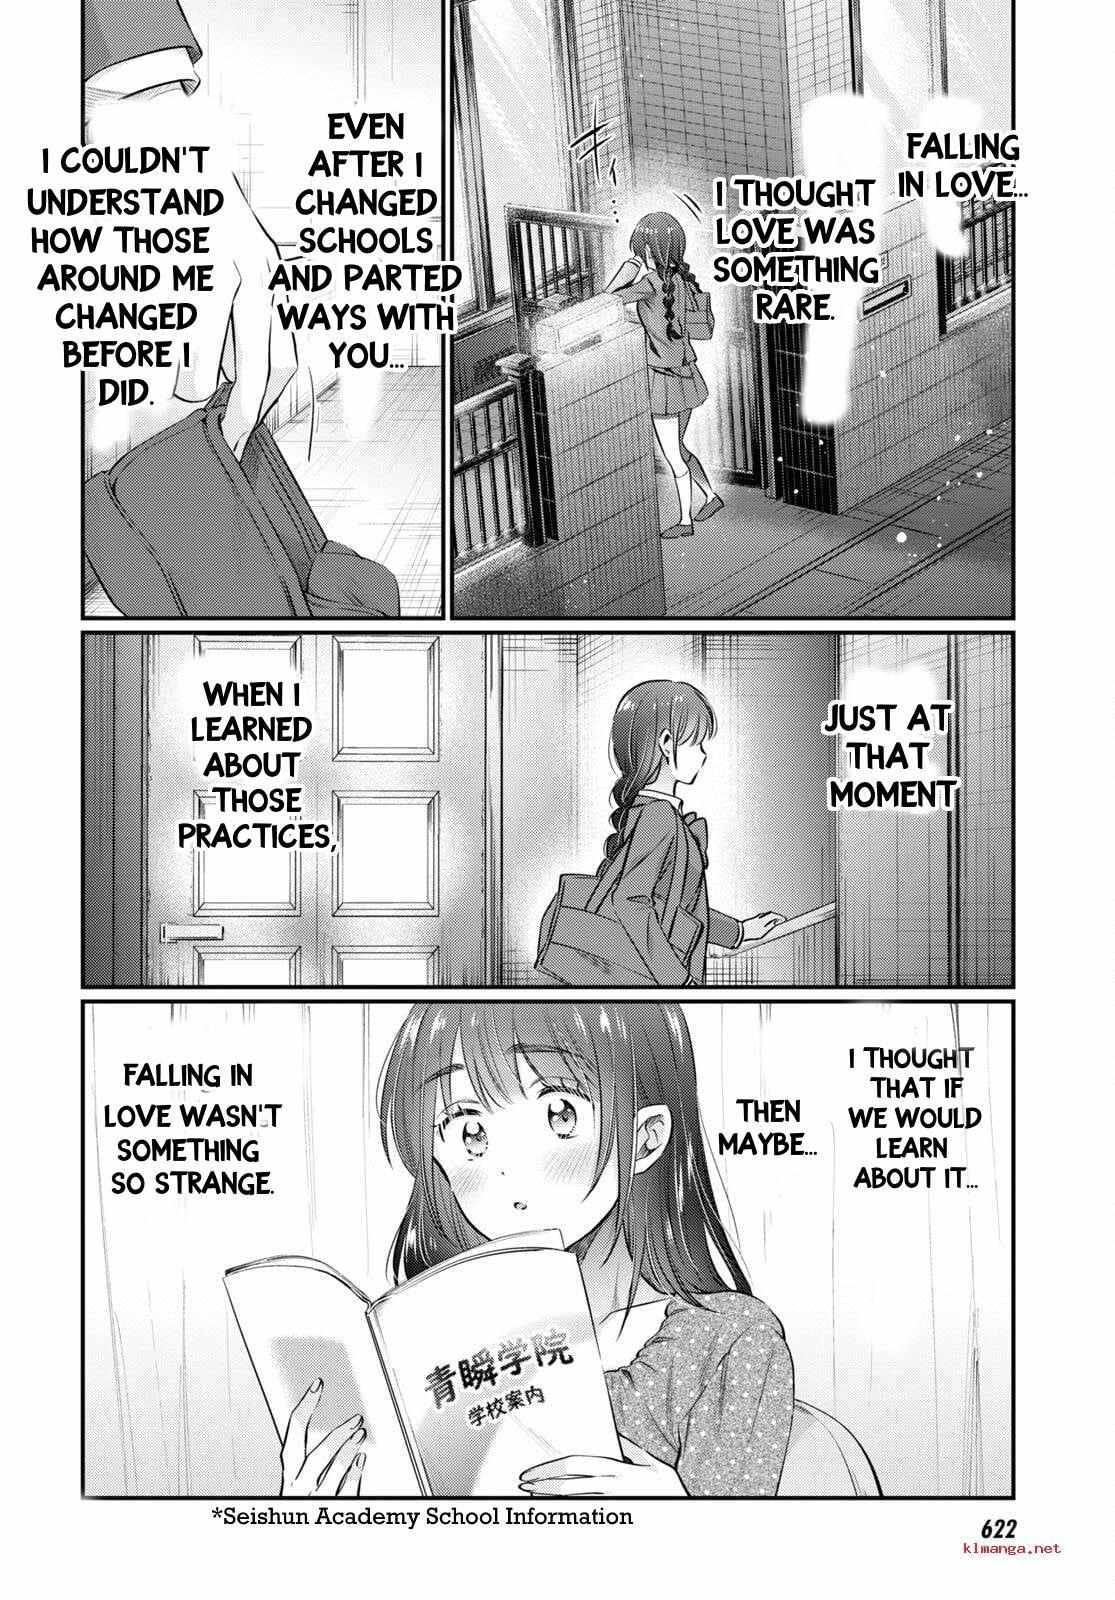 FALLING
IN LOVE...
I THOUGHT
LOVE WAS
SOMETHING
RARE.
キィ
EVEN
AFTER I
CHANGED
SCHOOLS
AND PARTED
WAYS WITH
YOU...
I COULDN'T
UNDERSTAND
HOW THOSE
AROUND ME
CHANGED
BEFORE I
DID.
JUST AT
THAT
MOMENT
WHEN I
LEARNED
ABOUT
THOSE
PRACTICES,
I THOUGHT
THAT IF
WE WOULD
LEARN
ABOUT IT...
THEN
MAYBE...
FALLING IN
LOVE WASN'T
SOMETHING
SO STRANGE.
青瞬学院
学校案内
*Seishun Academy School Information
622
klmanga.net